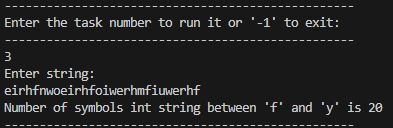 -----------------------------------------------------
Enter the task number to run it or '-1' to exit:
-----------------------------------------------------
3
Enter string:
eirhfnwoeirhfoiwerhmfiuwerhf
Number of symbols int string between 'f' and 'y' is 20
-----------------------------------------------------